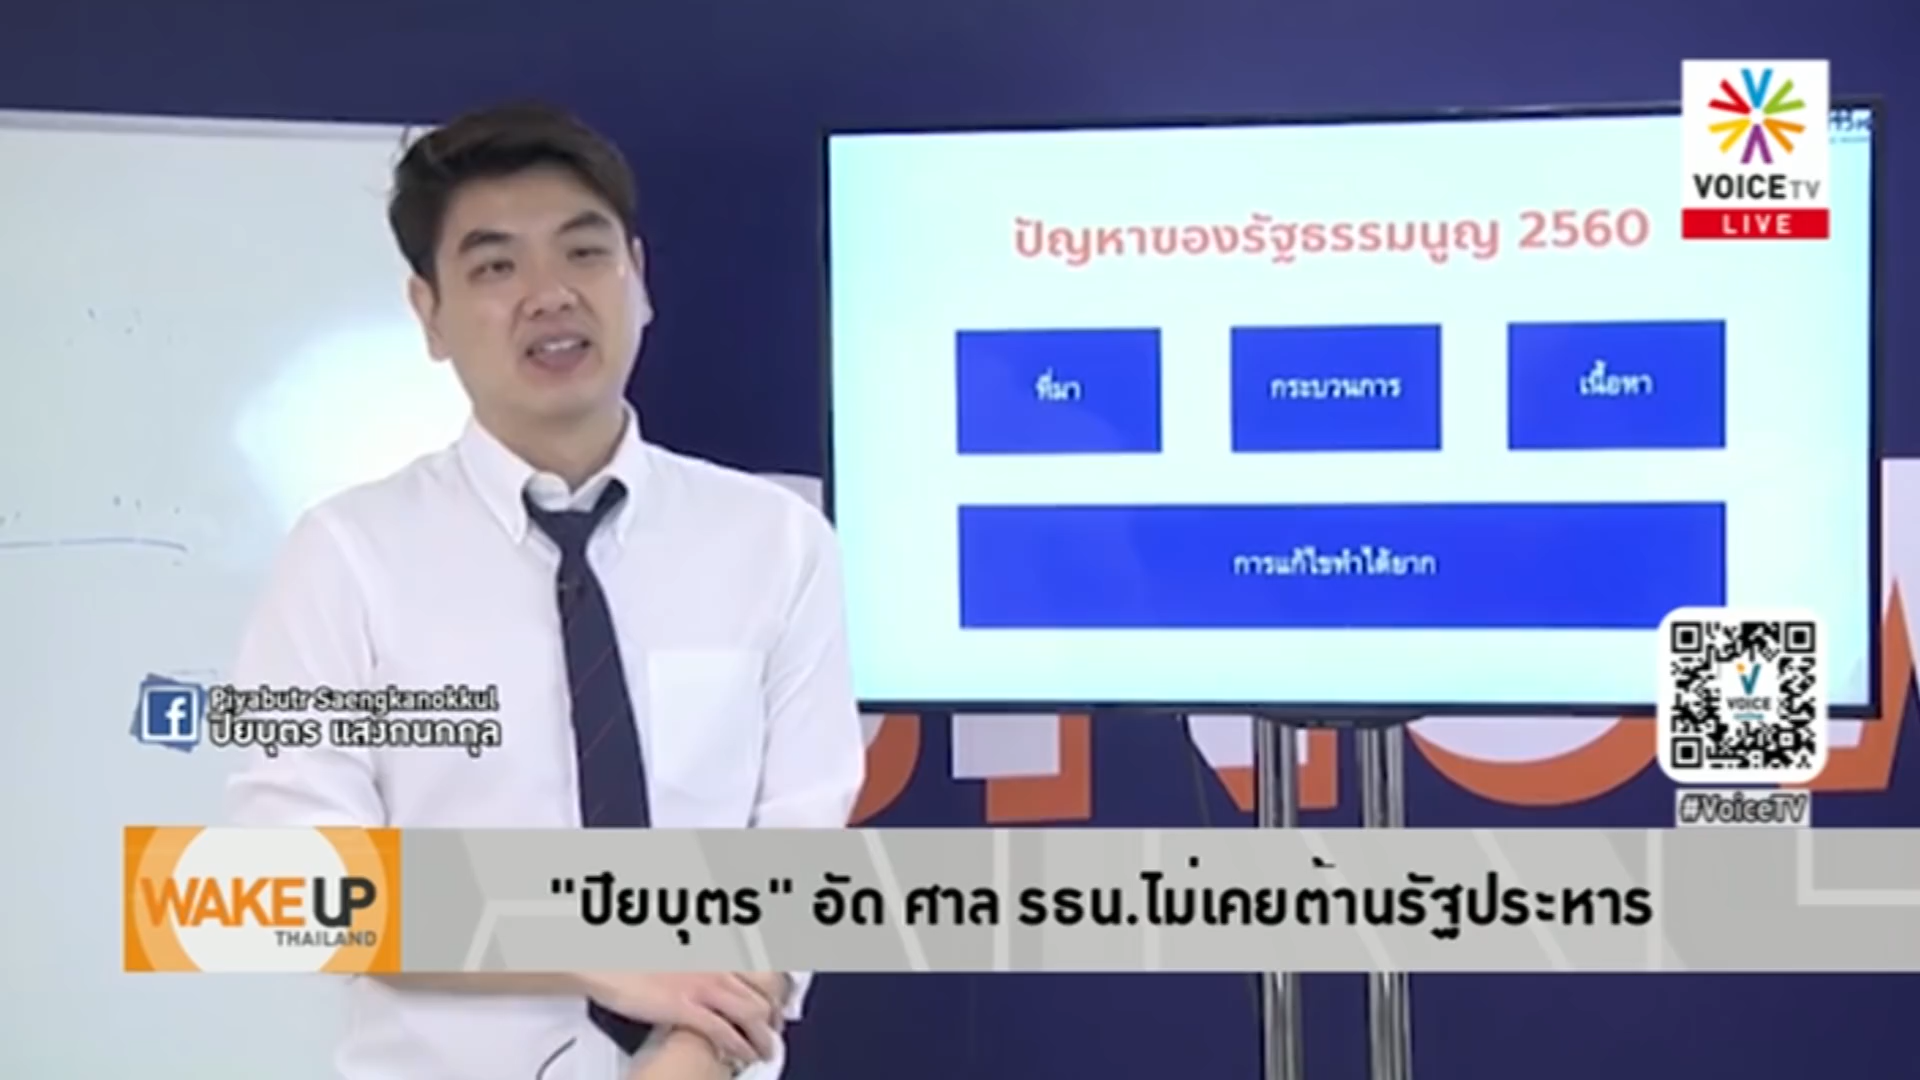 VOICE TV
LIVE
ปัญหาของรัฐธรรมนูญ 2560
ที่มา
กระบวนการ
เนื้อหา
การแก้ไขทำได้ยาก
Piyabutr Saengkanokkul
ปิยบุตร แสงกนกกุล
VOICE
#VoiceTV
WAKE UP
THAILAND
"ปิยบุตร" อัด ศาล รธน.ไม่เคยต้านรัฐประหาร